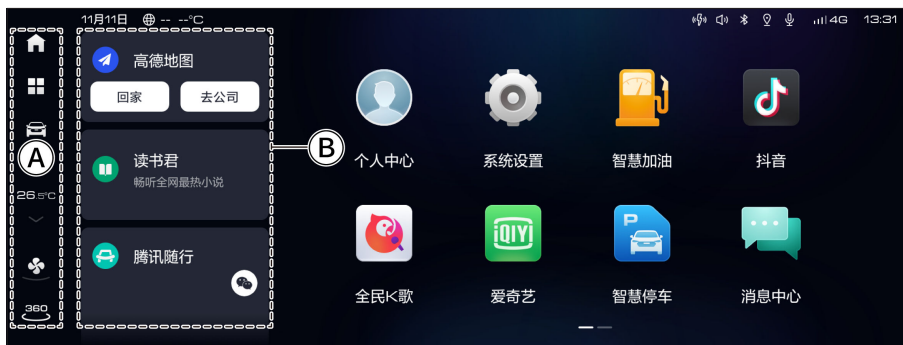 11月11日 -- --°C
4G 13:31
A
26.5°C
360
高德地图
回家 去公司
读书君
畅听全网最热小说
腾讯随行
B
个人中心 系统设置 智慧加油 抖音
iQIYI P
全民K歌 爱奇艺 智慧停车 消息中心